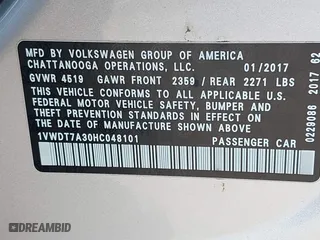 MFD BY VOLKSWAGEN GROUP OF AMERICA
CHATTANOOGA OPERATIONS, LLC. 01/2017
GVWR 4519 GAWR FRONT 2359 / REAR 2271 LBS
THIS VEHICLE CONFORMS TO ALL APPLICABLE U.S.
FEDERAL MOTOR VEHICLE SAFETY, BUMPER AND
THEFT PREVENTION STANDARDS IN EFFECT ON THE
DATE OF MANUFACTURE SHOWN ABOVE.
1VWDT7A30HC048101 PASSENGER CAR
0229086 2017 62
DREAMBID